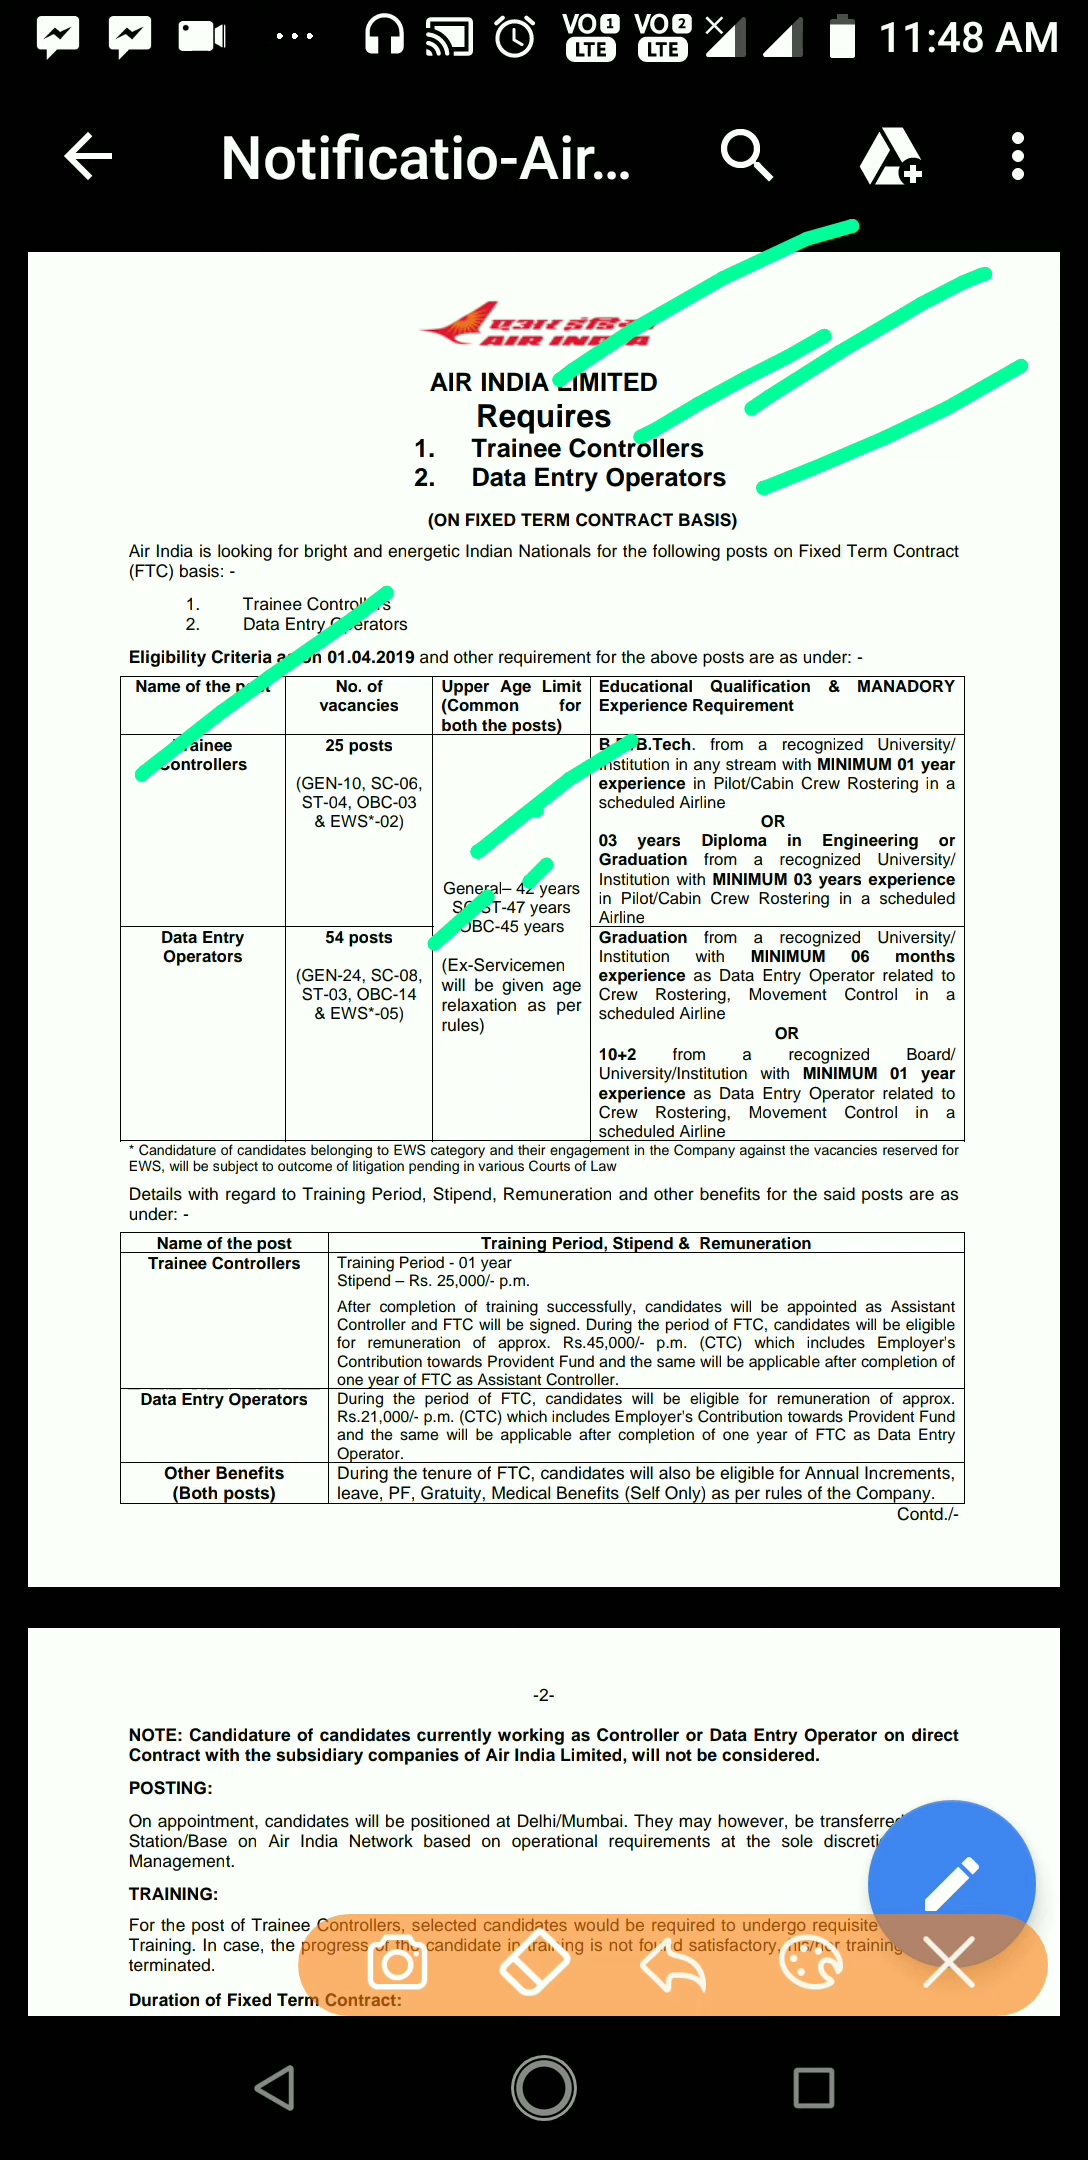 VO 1 LTE VO 2 LTE 11:48 AM
Notificatio-Air...
एअर इंडिया
AIR INDIA
AIR INDIA LIMITED
Requires
1. Trainee Controllers
2. Data Entry Operators
(ON FIXED TERM CONTRACT BASIS)
Air India is looking for bright and energetic Indian Nationals for the following posts on Fixed Term Contract
(FTC) basis: -
1. Trainee Controllers
2. Data Entry Operators
Eligibility Criteria as on 01.04.2019 and other requirement for the above posts are as under: -
Name of the post
No. of
vacancies
Upper Age Limit
(Common for
both the posts)
Educational Qualification & MANADORY
Experience Requirement
Trainee
Controllers
25 posts
(GEN-10, SC-06,
ST-04, OBC-03
& EWS*-02)
General– 42 years
SC/ST-47 years
OBC-45 years
(Ex-Servicemen
will be given age
relaxation as per
rules)
B.E/B.Tech. from a recognized University/
Institution in any stream with MINIMUM 01 year
experience in Pilot/Cabin Crew Rostering in a
scheduled Airline
OR
03 years Diploma in Engineering or
Graduation from a recognized University/
Institution with MINIMUM 03 years experience
in Pilot/Cabin Crew Rostering in a scheduled
Airline
Data Entry
Operators
54 posts
(GEN-24, SC-08,
ST-03, OBC-14
& EWS*-05)
Graduation from a recognized University/
Institution with MINIMUM 06 months
experience as Data Entry Operator related to
Crew Rostering, Movement Control in a
scheduled Airline
OR
10+2 from a recognized Board/
University/Institution with MINIMUM 01 year
experience as Data Entry Operator related to
Crew Rostering, Movement Control in a
scheduled Airline
* Candidature of candidates belonging to EWS category and their engagement in the Company against the vacancies reserved for
EWS, will be subject to outcome of litigation pending in various Courts of Law
Details with regard to Training Period, Stipend, Remuneration and other benefits for the said posts are as
under: -
Name of the post
Training Period, Stipend & Remuneration
Trainee Controllers
Training Period - 01 year
Stipend – Rs. 25,000/- p.m.
After completion of training successfully, candidates will be appointed as Assistant
Controller and FTC will be signed. During the period of FTC, candidates will be eligible
for remuneration of approx. Rs.45,000/- p.m. (CTC) which includes Employer's
Contribution towards Provident Fund and the same will be applicable after completion of
one year of FTC as Assistant Controller.
Data Entry Operators
During the period of FTC, candidates will be eligible for remuneration of approx.
Rs.21,000/- p.m. (CTC) which includes Employer's Contribution towards Provident Fund
and the same will be applicable after completion of one year of FTC as Data Entry
Operator.
Other Benefits
(Both posts)
During the tenure of FTC, candidates will also be eligible for Annual Increments,
leave, PF, Gratuity, Medical Benefits (Self Only) as per rules of the Company.
Contd./-
-2-
NOTE: Candidature of candidates currently working as Controller or Data Entry Operator on direct
Contract with the subsidiary companies of Air India Limited, will not be considered.
POSTING:
On appointment, candidates will be positioned at Delhi/Mumbai. They may however, be transferred
Station/Base on Air India Network based on operational requirements at the sole
Management.
TRAINING:
For the post of Trainee Controllers, selected candidates would be required to undergo requisite
Training. In case, the progress of the candidate in training is not found satisfactory, his/her training
terminated.
Duration of Fixed Term Contract: